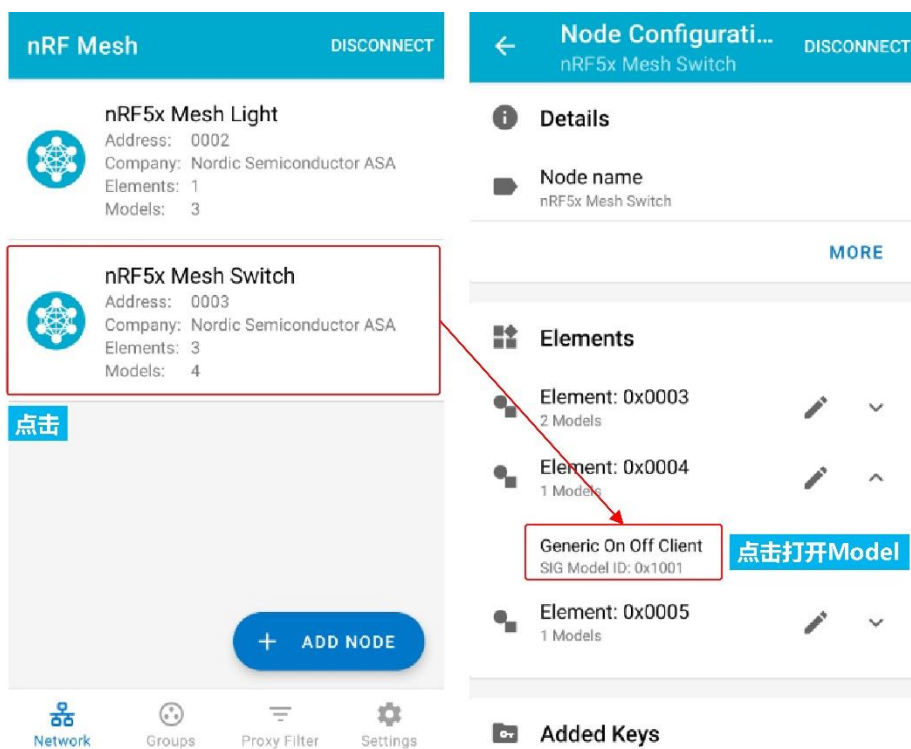 nRF Mesh
DISCONNECT
nRF5x Mesh Light
Address: 0002
Company: Nordic Semiconductor ASA
Elements: 1
Models: 3
nRF5x Mesh Switch
Address: 0003
Company: Nordic Semiconductor ASA
Elements: 3
Models: 4
点击
ADD NODE
Network
Groups
Proxy Filter
Settings
Node Configurati...
DISCONNECT
nRF5x Mesh Switch
Details
Node name
nRF5x Mesh Switch
MORE
Elements
Element: 0x0003
2 Models
Element: 0x0004
1 Models
Generic On Off Client
SIG Model ID: 0x1001
点击打开Model
Element: 0x0005
1 Models
Added Keys